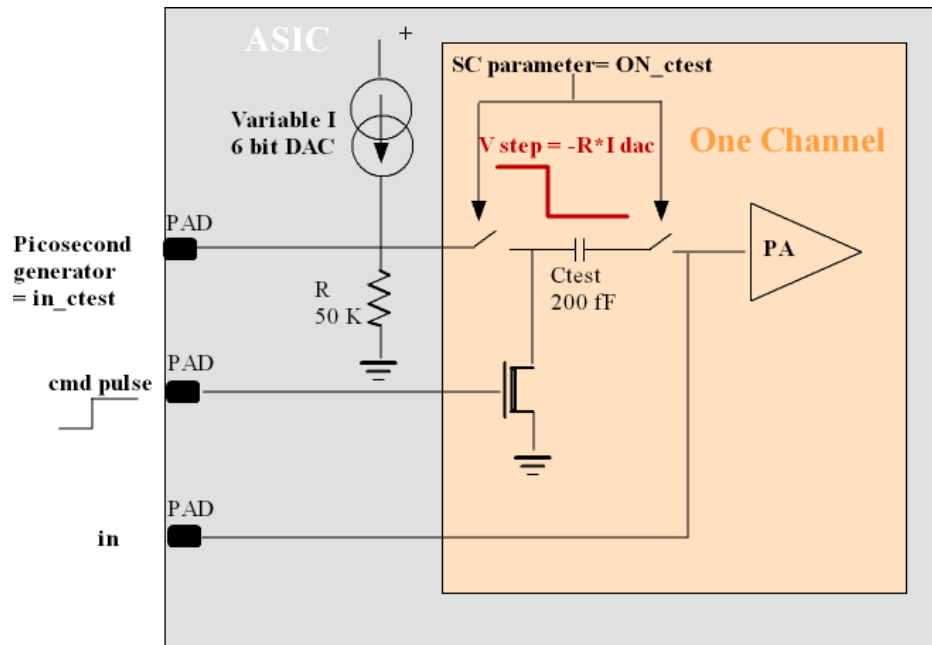 ASIC
+
SC parameter= ON_ctest
Variable I
6 bit DAC
V step = -R*I dac
One Channel
PAD
Picosecond
generator
= in_ctest
PA
Ctest
200 fF
R
50 K
PAD
cmd pulse
PAD
in